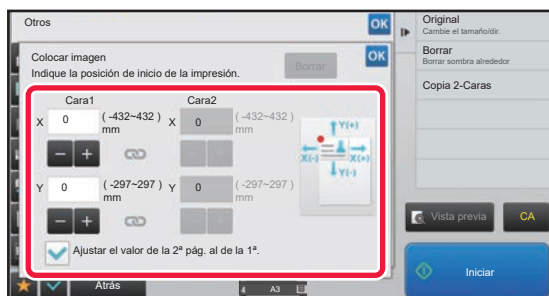 Otros
OK
Colocar imagen
Indique la posición de inicio de la impresión.
Borrar
OK
Cara1
Cara2
X 0 ( -432~432 ) mm
X 0 ( -432~432 ) mm
Y(+)
X(-) X(+)
Y(-)
- +
- +
Y 0 ( -297~297 ) mm
Y 0 ( -297~297 ) mm
- +
- +
Ajustar el valor de la 2ª pág. al de la 1ª.
Atrás
4 A3
Original
Cambie el tamaño/dir.
Borrar
Borrar sombra alrededor
Copia 2-Caras
Vista previa
CA
Iniciar